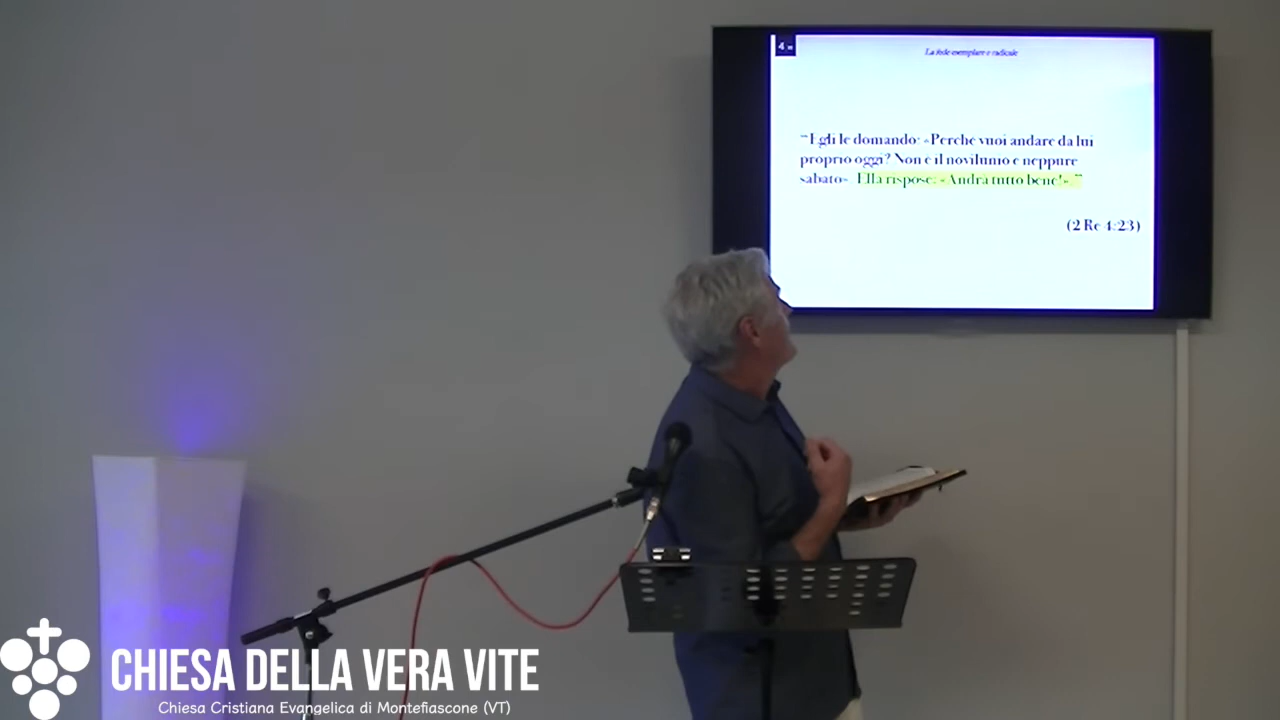 4
La fede esemplare e radicale
“Egli le domandò: «Perché vuoi andare da lui
proprio oggi? Non è il novilunio e neppure
sabato». Ella rispose: «Andrà tutto bene!».”
(2 Re 4:23)
CHIESA DELLA VERA VITE
Chiesa Cristiana Evangelica di Montefiascone (VT)